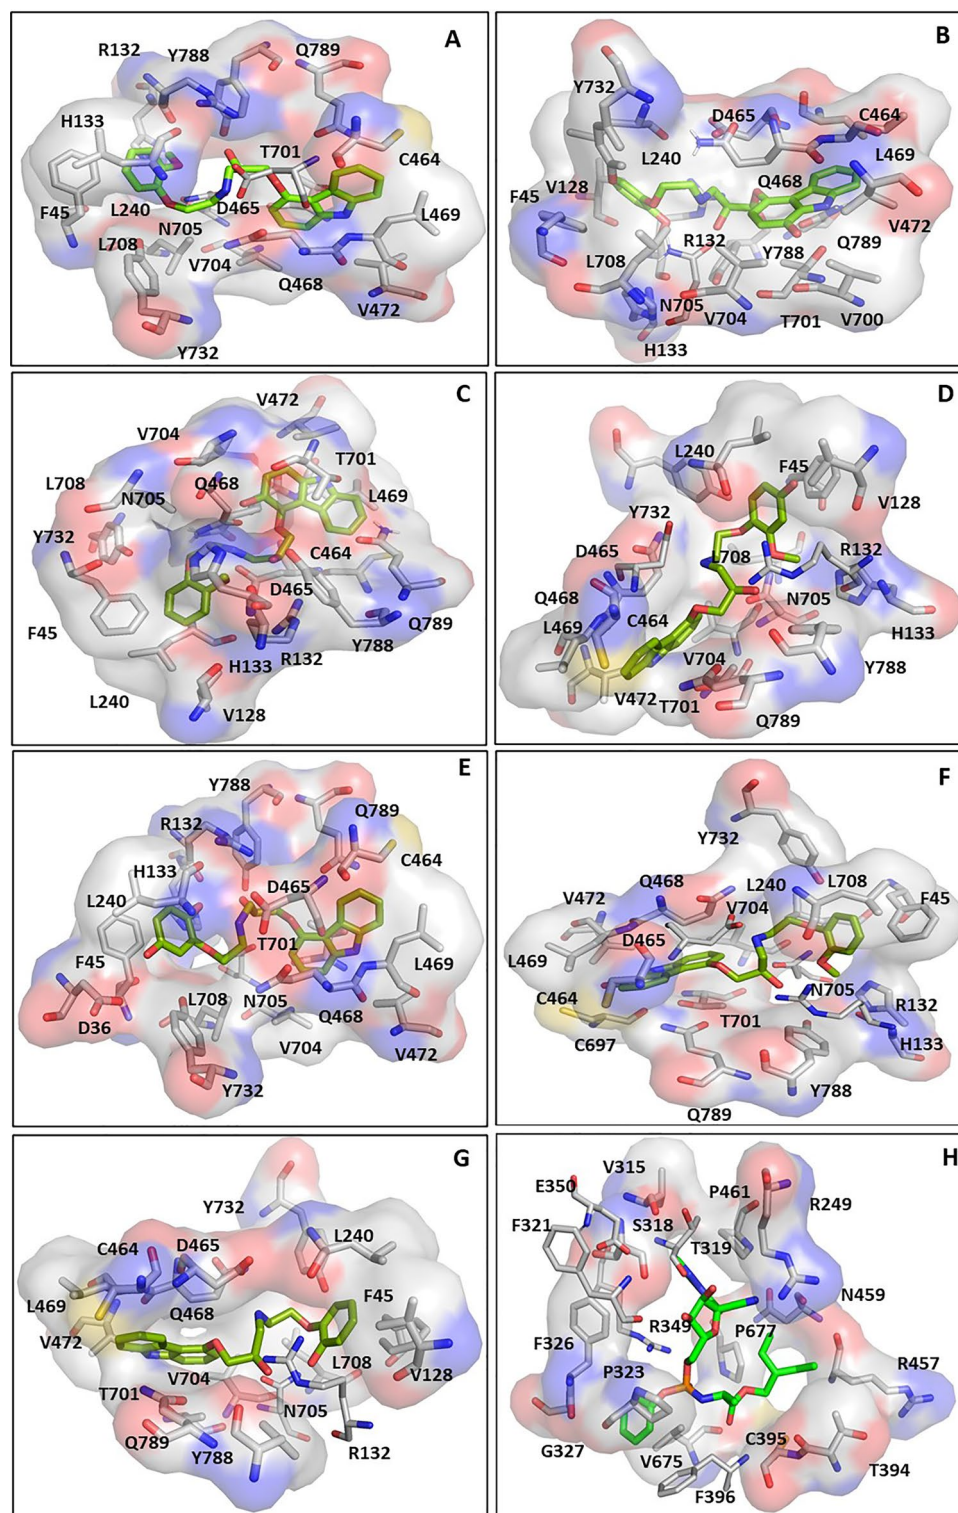 A
R132 Y788 Q789
H133
T701
C464
F45 L240 D465
N705
L469
L708
V704
Q468
V472
Y732
B
Y732
D465 C464
L240
L469
V128
F45
Q468
V472
R132
Y788 Q789
L708
N705
V704 T701 V700
H133
C
V472
V704
T701
L708
N705 Q468
L469
Y732
C464
D465
F45
Q789
Y788
H133 R132
L240
V128
D
L240
F45
V128
Y732
D465
L708
R132
Q468
N705
L469 C464
H133
V704
Y788
V472
T701
Q789
E
Y788
R132
Q789
H133
C464
D465
L240
T701
F45
L469
L708 N705
D36
Q468
V704
V472
Y732
F
Y732
Q468 L240 L708
V472
V704
F45
D465
L469
C464
N705
R132
T701
C697
H133
Y788
Q789
G
Y732
C464 D465
L240
L469
Q468
F45
V472
L708
V704
V128
T701
N705
Q789
Y788
R132
H
V315
E350
P461
R249
F321
S318
T319
N459
R349
F326
P677
P323
R457
G327
C395
V675
T394
F396